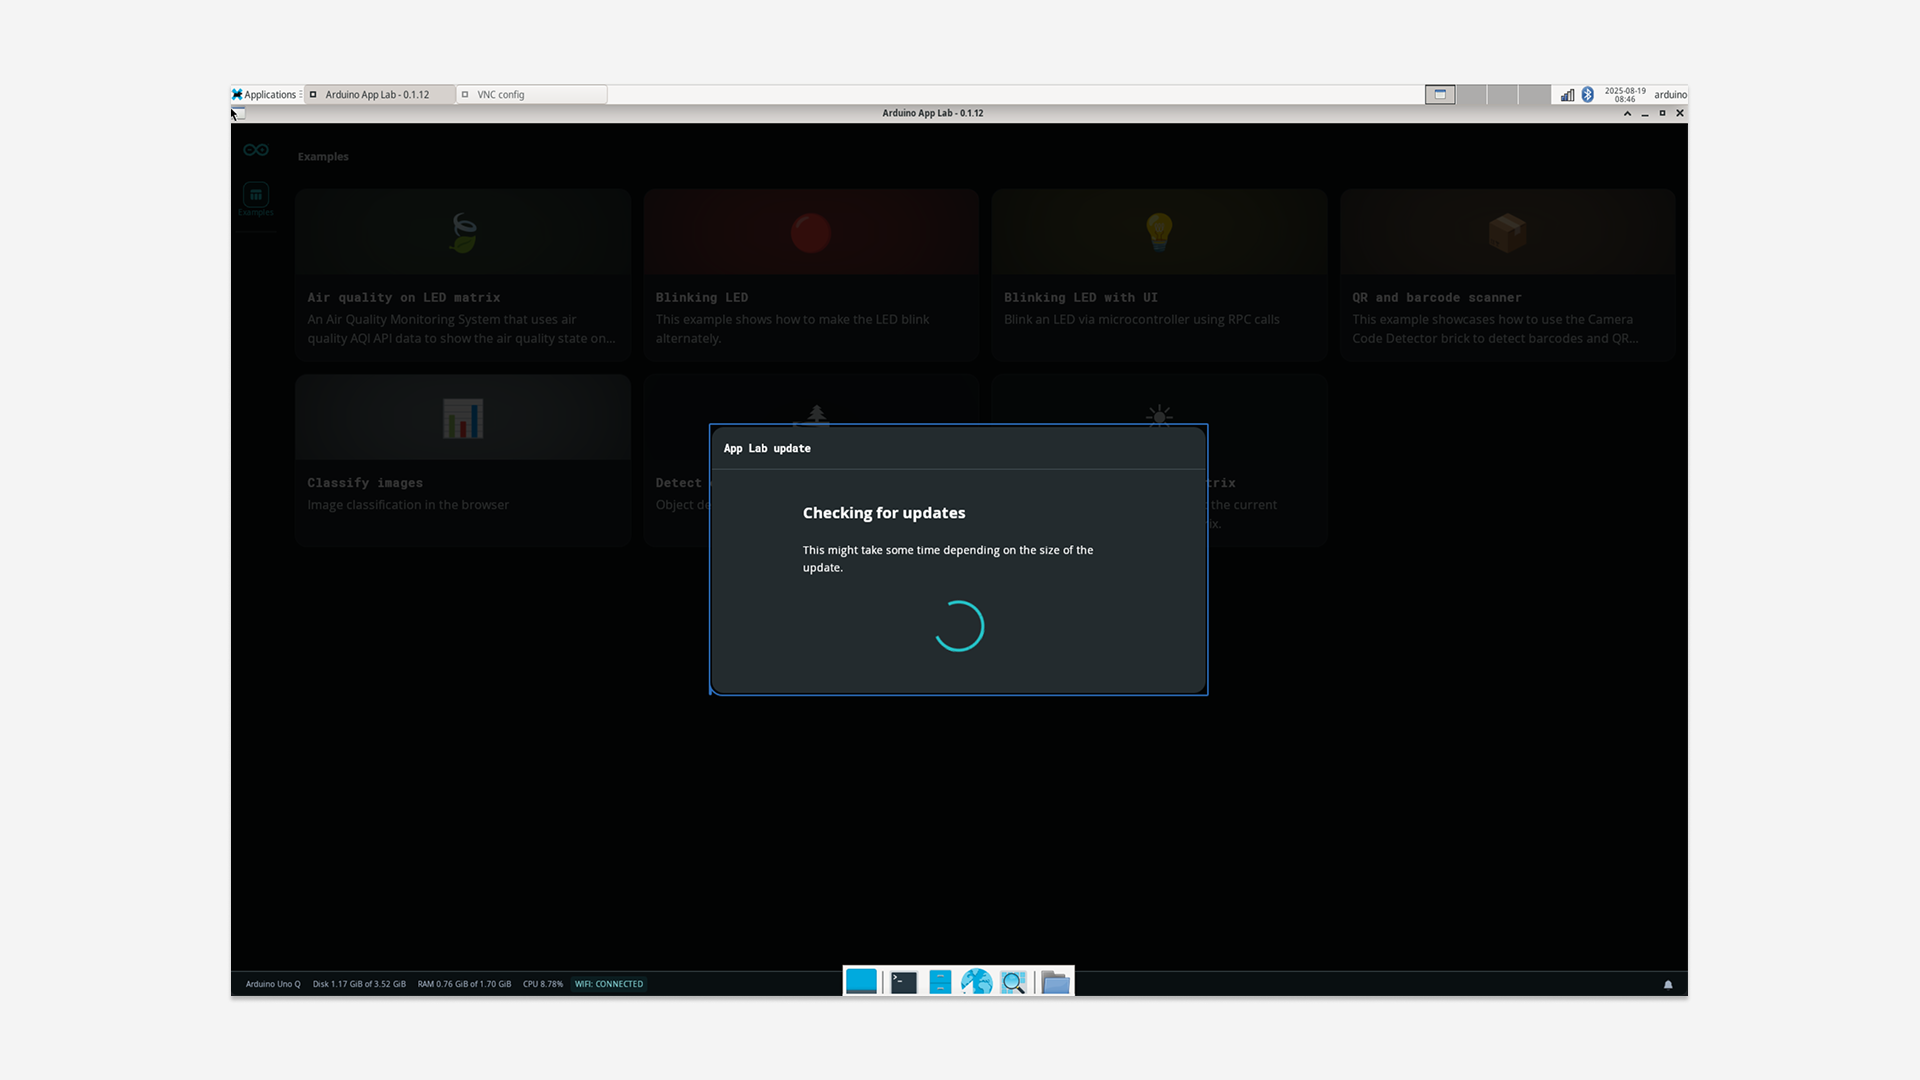 Applications
Arduino App Lab - 0.1.12
VNC config
2025-08-19
08:46
arduino
Arduino App Lab - 0.1.12
Examples
Examples
Air quality on LED matrix
An Air Quality Monitoring System that uses air
quality AQI API data to show the air quality state on...
Blinking LED
This example shows how to make the LED blink
alternately.
Blinking LED with UI
Blink an LED via microcontroller using RPC calls
QR and barcode scanner
This example showcases how to use the Camera
Code Detector brick to detect barcodes and QR...
Classify images
Image classification in the browser
Detect
Object de
trix
the current
ix.
App Lab update
Checking for updates
This might take some time depending on the size of the
update.
Arduino Uno Q
Disk 1.17 GiB of 3.52 GiB
RAM 0.76 GiB of 1.70 GiB
CPU 8.78%
WIFI: CONNECTED